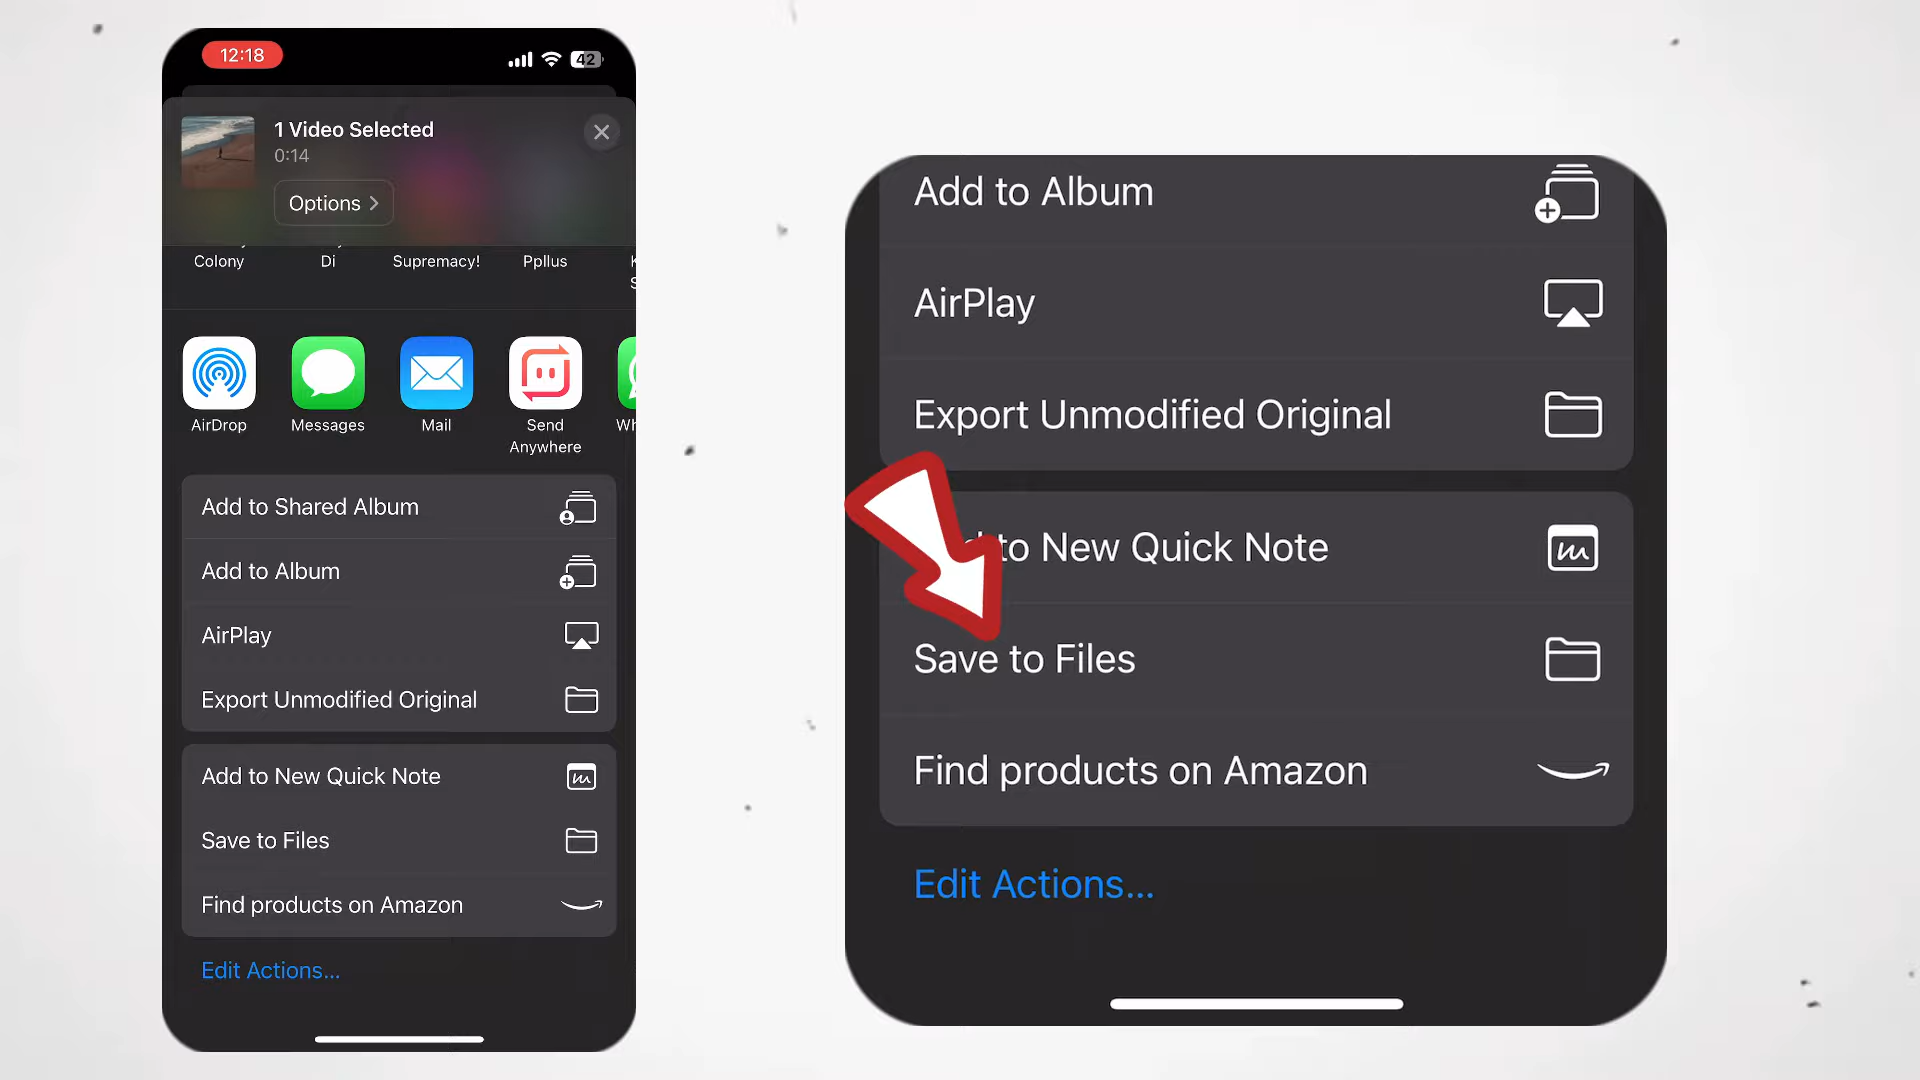 12:18
42
1 Video Selected
0:14
Options
Colony
Di
Supremacy!
Ppllus
AirDrop
Messages
Mail
Send
Anywhere
Add to Shared Album
Add to Album
AirPlay
Export Unmodified Original
Add to New Quick Note
Save to Files
Find products on Amazon
Edit Actions...
Add to Album
AirPlay
Export Unmodified Original
to New Quick Note
Save to Files
Find products on Amazon
Edit Actions...